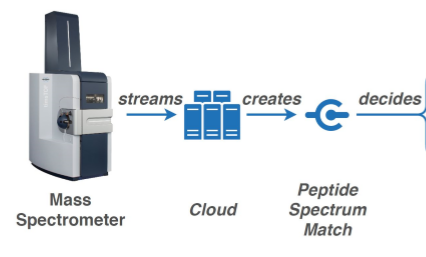 streams
creates
decides
Mass
Spectrometer
Cloud
Peptide
Spectrum
Match